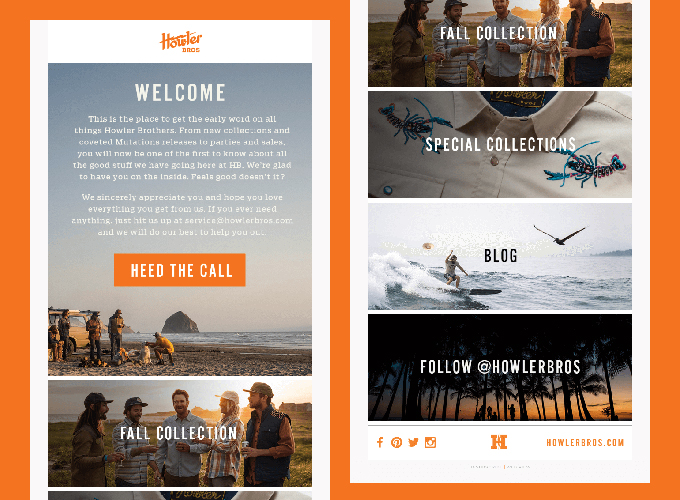 Howler
BROS
WELCOME
This is the place to get the early word on all
things Howler Brothers. From new collections and
coveted Mutations releases to parties and sales,
you will now be one of the first to know about all
the good stuff we have going here at HB. We're glad
to have you on the inside. Feels good doesn't it?
We sincerely appreciate you and hope you love
everything you get from us. If you ever need
anything, just hit us up at service@howlerbros.com
and we will do our best to help you out.
HEED THE CALL
FALL COLLECTION
FALL COLLECTION
SPECIAL COLLECTIONS
BLOG
FOLLOW @HOWLERBROS
H
HOWLERBROS.COM